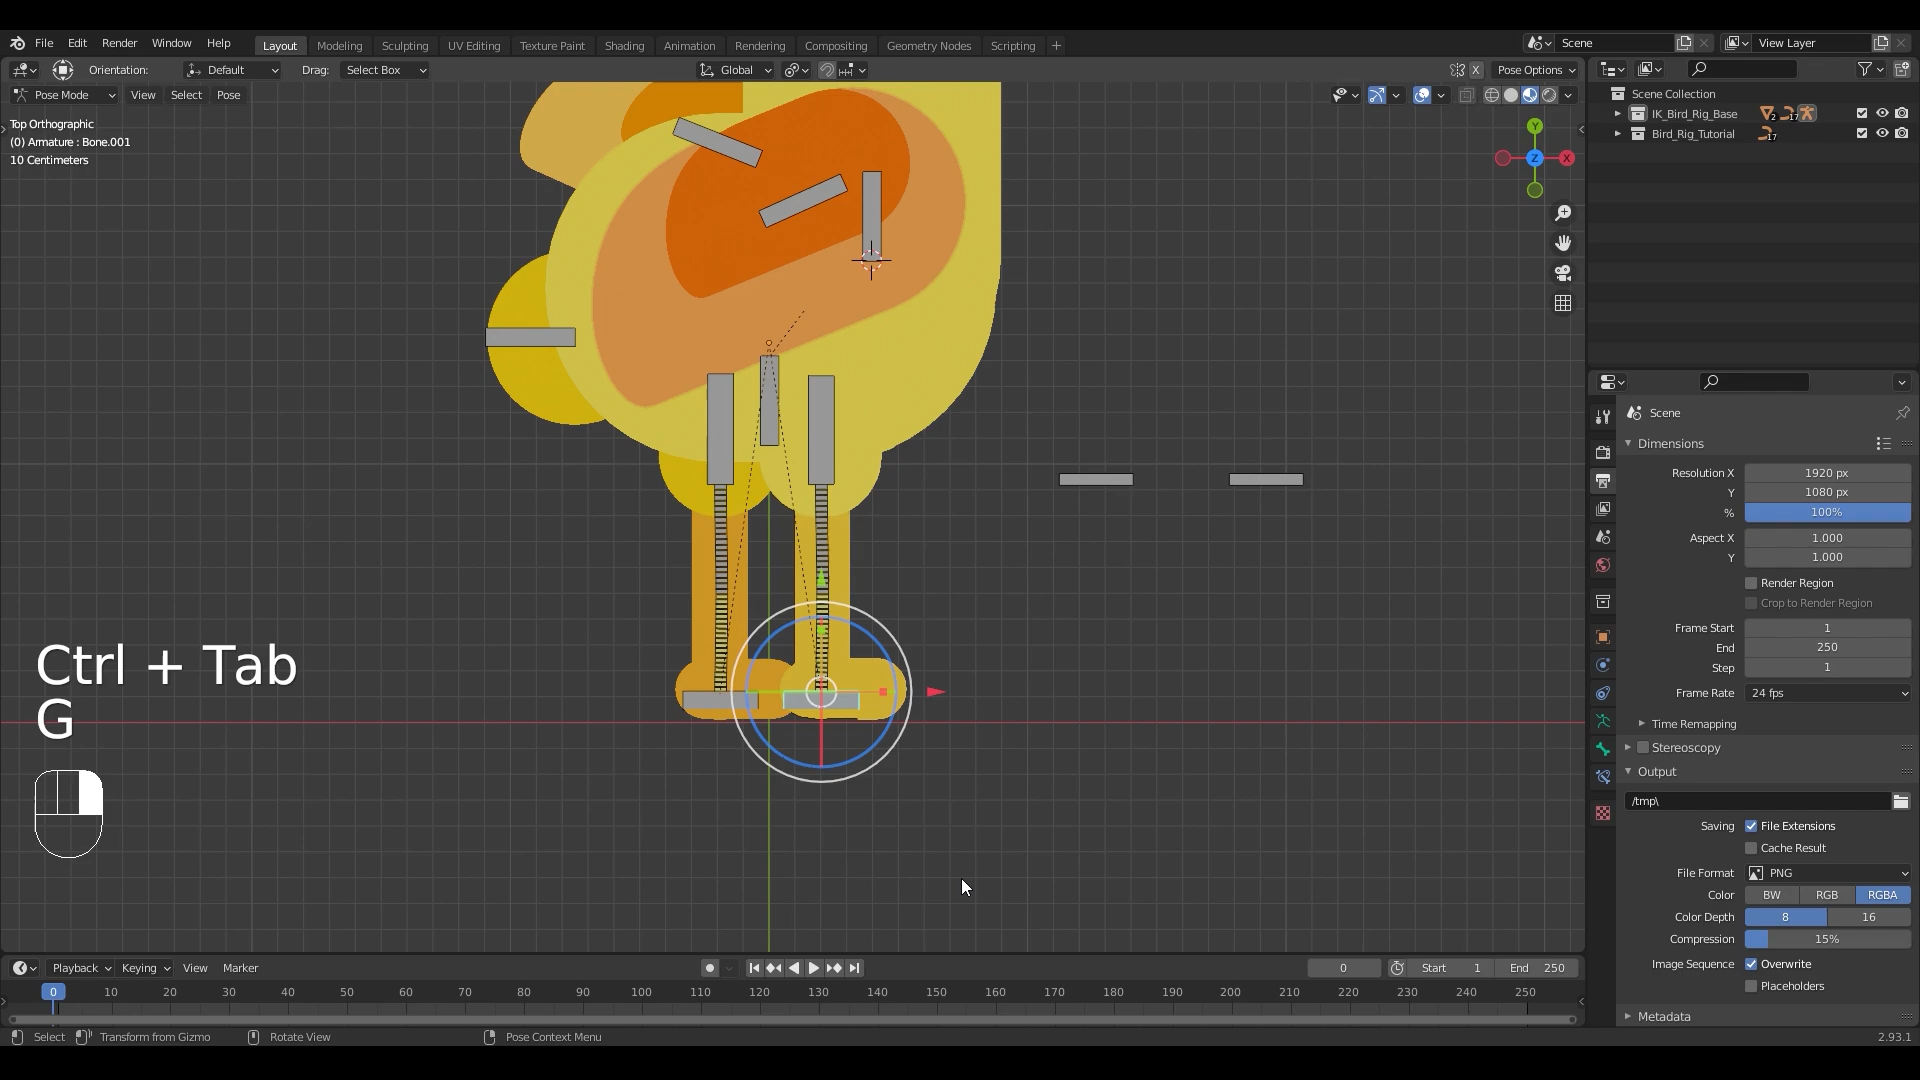 File Edit Render Window Help Layout Modeling Sculpting UV Editing Texture Paint Shading Animation Rendering Compositing Geometry Nodes Scripting + Scene View Layer
Orientation: Default Drag: Select Box Global X Pose Options
Pose Mode View Select Pose
Top Orthographic
(0) Armature : Bone.001
10 Centimeters
Y
Z
X
Ctrl + Tab
G
Scene Collection
IK_Bird_Rig_Base 2 17
Bird_Rig_Tutorial 17
Scene
Dimensions
Resolution X 1920 px
Y 1080 px
% 100%
Aspect X 1.000
Y 1.000
Render Region
Crop to Render Region
Frame Start 1
End 250
Step 1
Frame Rate 24 fps
Time Remapping
Stereoscopy
Output
/tmp\
Saving File Extensions
Cache Result
File Format PNG
Color BW RGB RGBA
Color Depth 8 16
Compression 15%
Image Sequence Overwrite
Placeholders
Metadata
Playback Keying View Marker 0 Start 1 End 250
0 10 20 30 40 50 60 70 80 90 100 110 120 130 140 150 160 170 180 190 200 210 220 230 240 250
Select Transform from Gizmo Rotate View Pose Context Menu 2.93.1